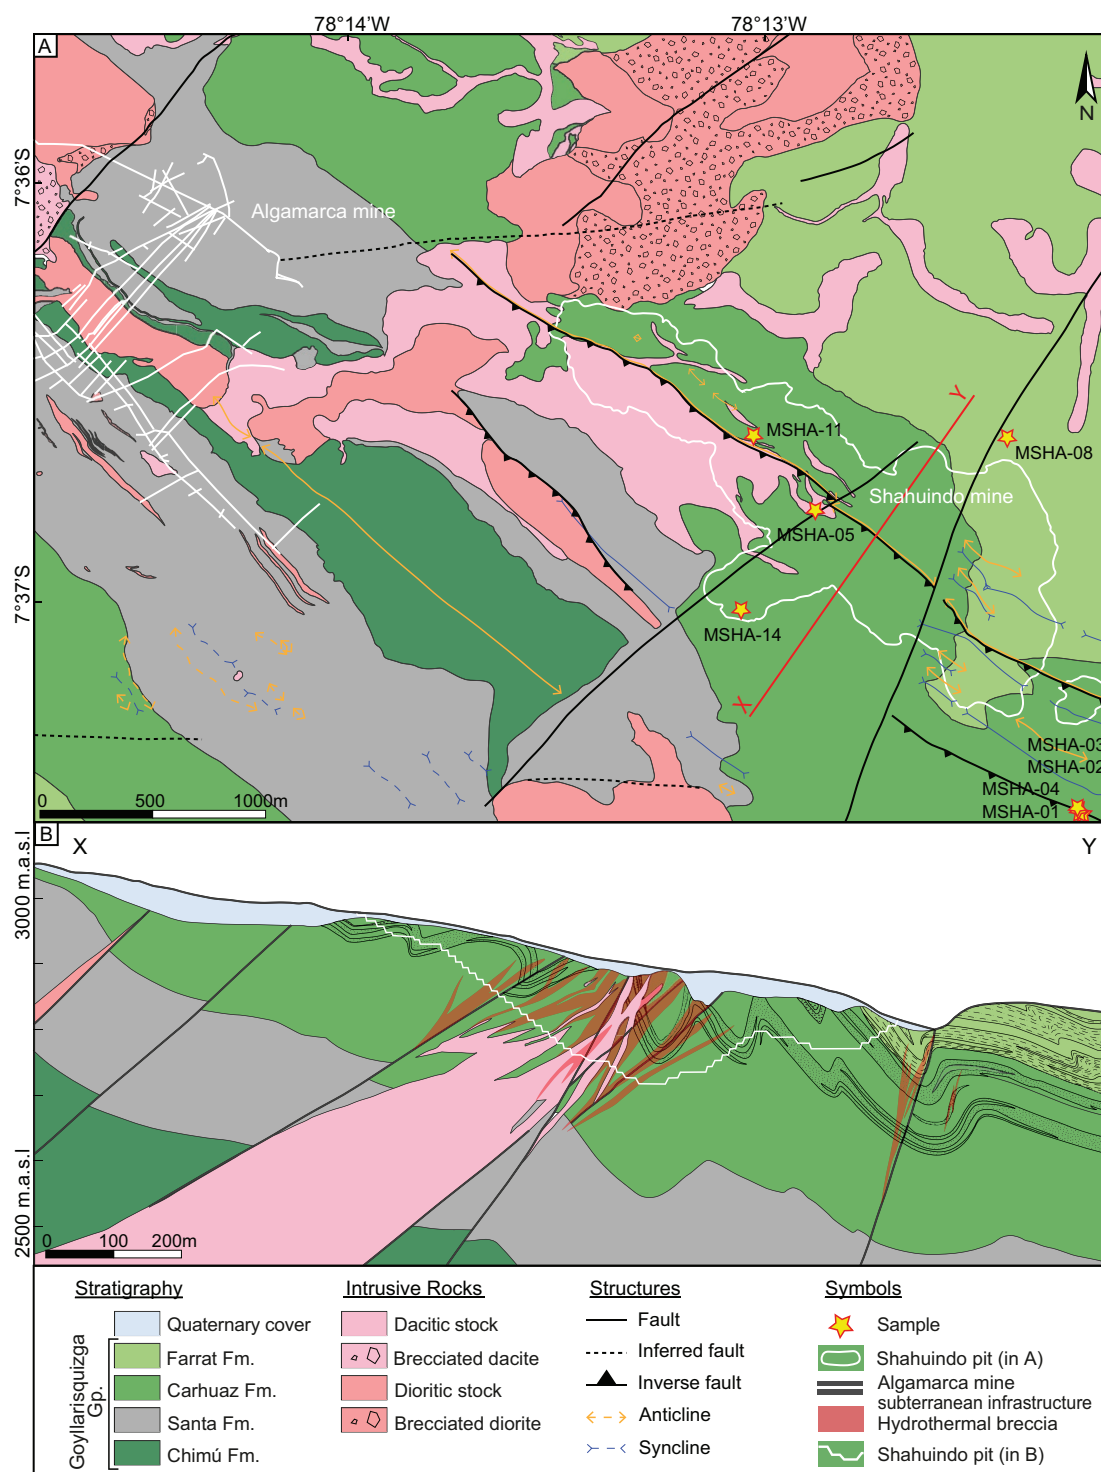 78°14'W
78°13'W
A
N
7°36'S
Algamarca mine
Y
MSHA-11
MSHA-08
Shahuindo mine
MSHA-05
7°37'S
MSHA-14
X
MSHA-03
MSHA-02
MSHA-04
MSHA-01
0
500
1000m
B
X
Y
3000 m.a.s.l
2500 m.a.s.l
0
100
200m
Stratigraphy
Quaternary cover
Goyllarisquizga
Gp.
Farrat Fm.
Carhuaz Fm.
Santa Fm.
Chimú Fm.
Intrusive Rocks
Dacitic stock
Brecciated dacite
Dioritic stock
Brecciated diorite
Structures
Fault
Inferred fault
Inverse fault
Anticline
Syncline
Symbols
Sample
Shahuindo pit (in A)
Algamarca mine
subterranean infrastructure
Hydrothermal breccia
Shahuindo pit (in B)